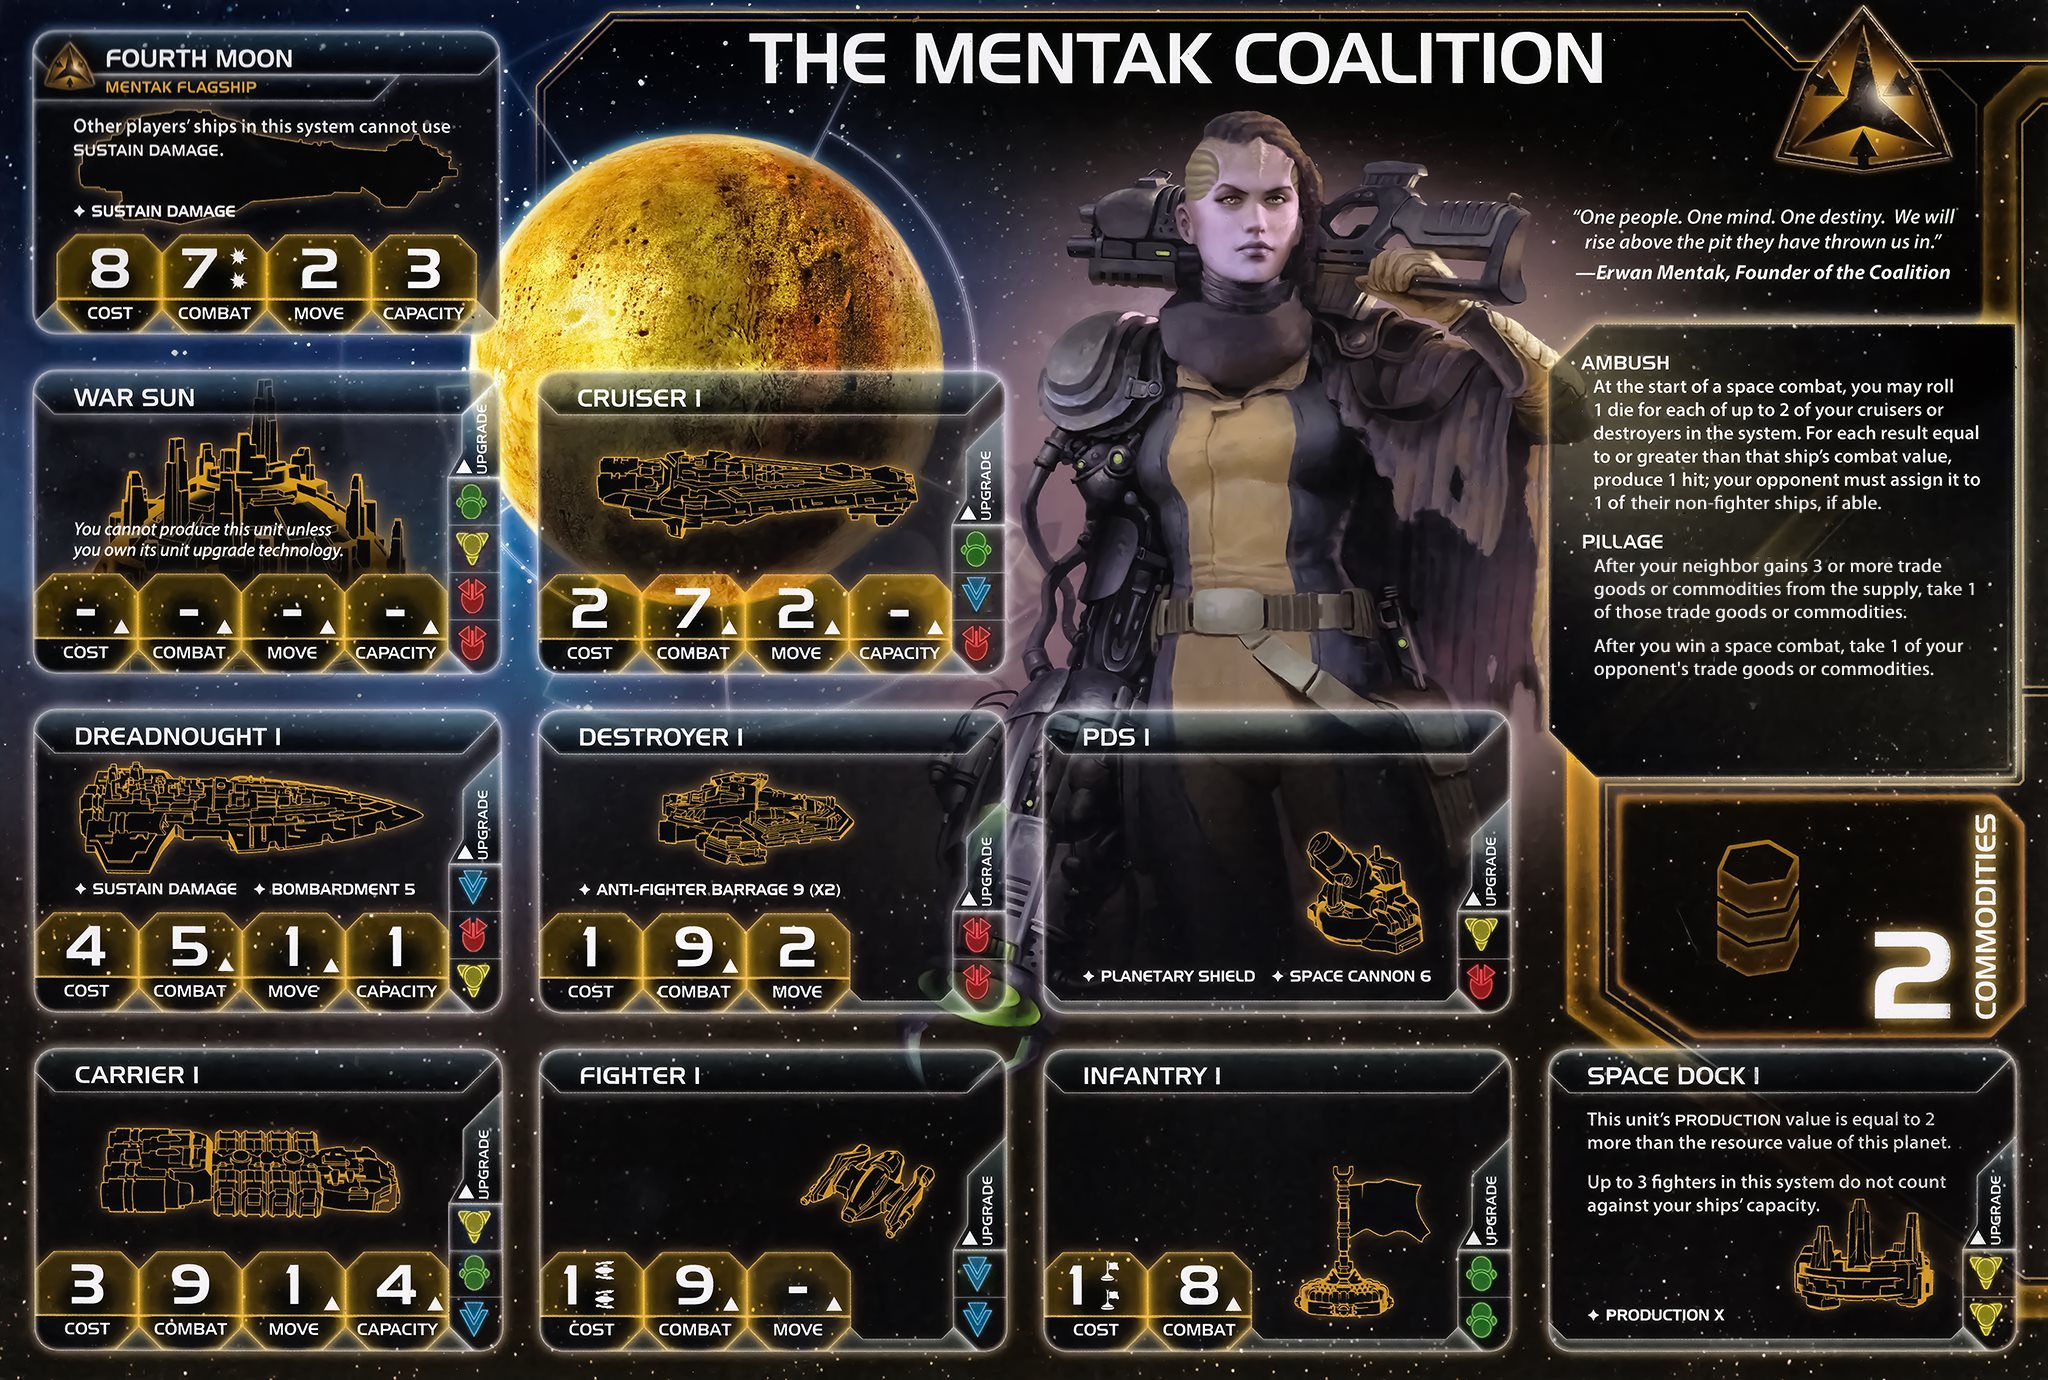 THE MENTAK COALITION
FOURTH MOON
MENTAK FLAGSHIP
Other players' ships in this system cannot use
SUSTAIN DAMAGE.
✦ SUSTAIN DAMAGE
8 7 2 3
COST COMBAT MOVE CAPACITY
"One people. One mind. One destiny. We will
rise above the pit they have thrown us in."
—Erwan Mentak, Founder of the Coalition
AMBUSH
At the start of a space combat, you may roll
1 die for each of up to 2 of your cruisers or
destroyers in the system. For each result equal
to or greater than that ship's combat value,
produce 1 hit; your opponent must assign it to
1 of their non-fighter ships, if able.
PILLAGE
After your neighbor gains 3 or more trade
goods or commodities from the supply, take 1
of those trade goods or commodities.
After you win a space combat, take 1 of your
opponent's trade goods or commodities.
WAR SUN
UPGRADE
You cannot produce this unit unless
you own its unit upgrade technology.
- - - -
COST COMBAT MOVE CAPACITY
CRUISER I
UPGRADE
2 7 2 -
COST COMBAT MOVE CAPACITY
DREADNOUGHT I
UPGRADE
✦ SUSTAIN DAMAGE ✦ BOMBARDMENT 5
4 5 1 1
COST COMBAT MOVE CAPACITY
DESTROYER I
UPGRADE
✦ ANTI-FIGHTER BARRAGE 9 (X2)
1 9 2
COST COMBAT MOVE
PDS I
UPGRADE
✦ PLANETARY SHIELD ✦ SPACE CANNON 6
2
COMMODITIES
CARRIER I
UPGRADE
3 9 1 4
COST COMBAT MOVE CAPACITY
FIGHTER I
UPGRADE
1 9 -
COST COMBAT MOVE
INFANTRY I
UPGRADE
1 8
COST COMBAT
SPACE DOCK I
This unit's PRODUCTION value is equal to 2
more than the resource value of this planet.
Up to 3 fighters in this system do not count
against your ships' capacity.
UPGRADE
✦ PRODUCTION X